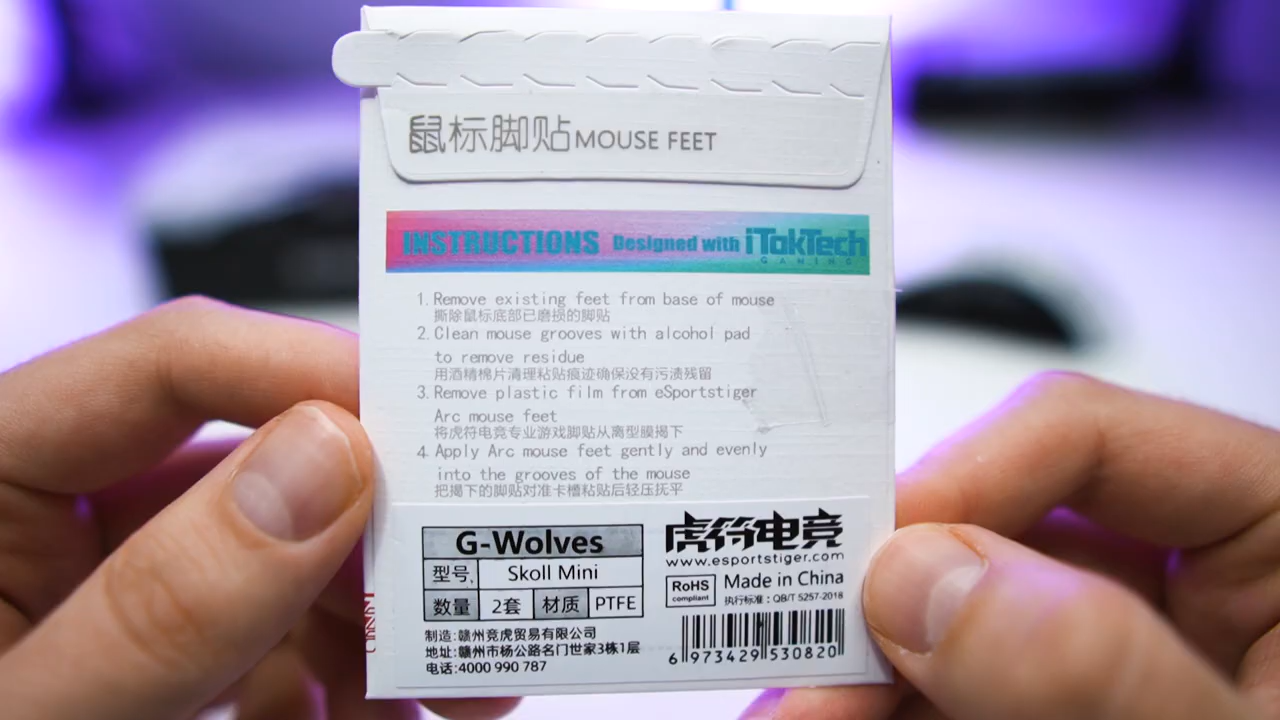 鼠标脚贴MOUSE FEET
INSTRUCTIONS Designed with iTakTech
GAMING
1. Remove existing feet from base of mouse
撕除鼠标底部已磨损的脚贴
2. Clean mouse grooves with alcohol pad
to remove residue
用酒精棉片清理粘贴痕迹确保没有污渍残留
3. Remove plastic film from eSportstiger
Arc mouse feet
将虎符电竞专业游戏脚贴从离型膜揭下
4. Apply Arc mouse feet gently and evenly
into the grooves of the mouse
把揭下的脚贴对准卡槽粘贴后轻压抚平
G-Wolves
型号 Skoll Mini
数量 2套 材质 PTFE
制造:赣州竞虎贸易有限公司
地址:赣州市杨公路名门世家3栋1层
电话:4000 990 787
虎符电竞
www.esportstiger.com
RoHS
compliant
Made in China
执行标准:QB/T 5257-2018
6 973429 530820